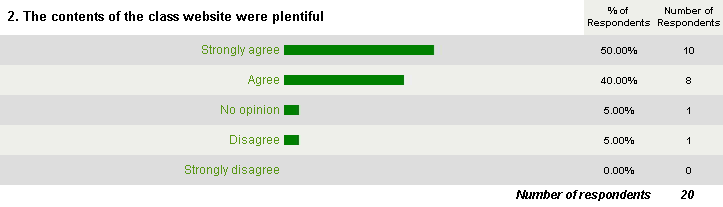 2. The contents of the class website were plentiful
% of Respondents
Number of Respondents
Strongly agree 50.00% 10
Agree 40.00% 8
No opinion 5.00% 1
Disagree 5.00% 1
Strongly disagree 0.00% 0
Number of respondents 20